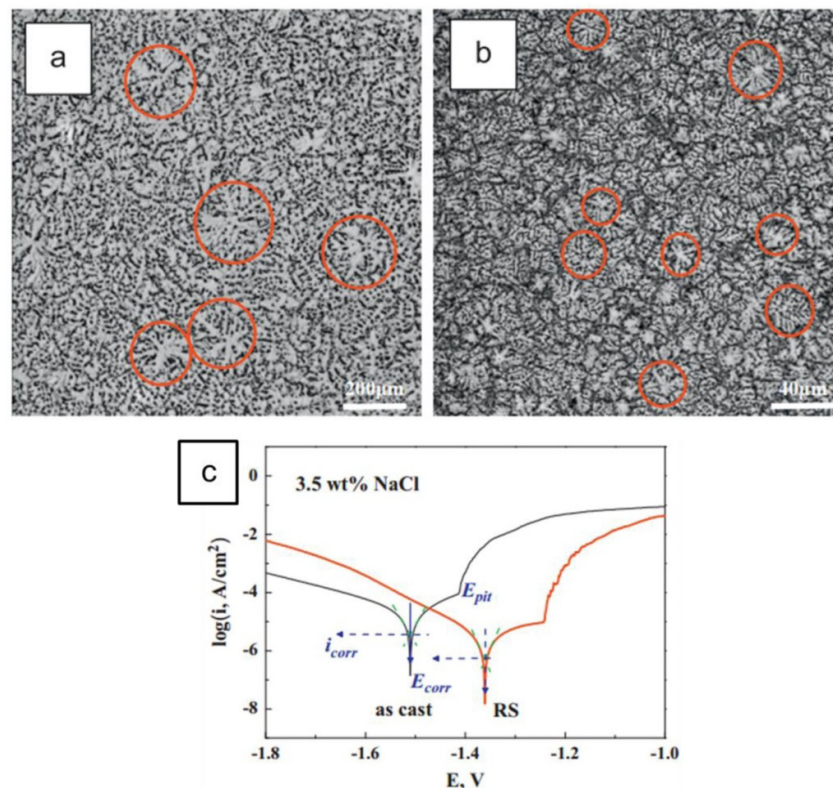 a
b
200μm
40μm
c
3.5 wt% NaCl
0
-2
-4
-6
-8
log(i, A/cm²)
E_pit
i_corr
E_corr
as cast
RS
-1.8
-1.6
-1.4
-1.2
-1.0
E, V